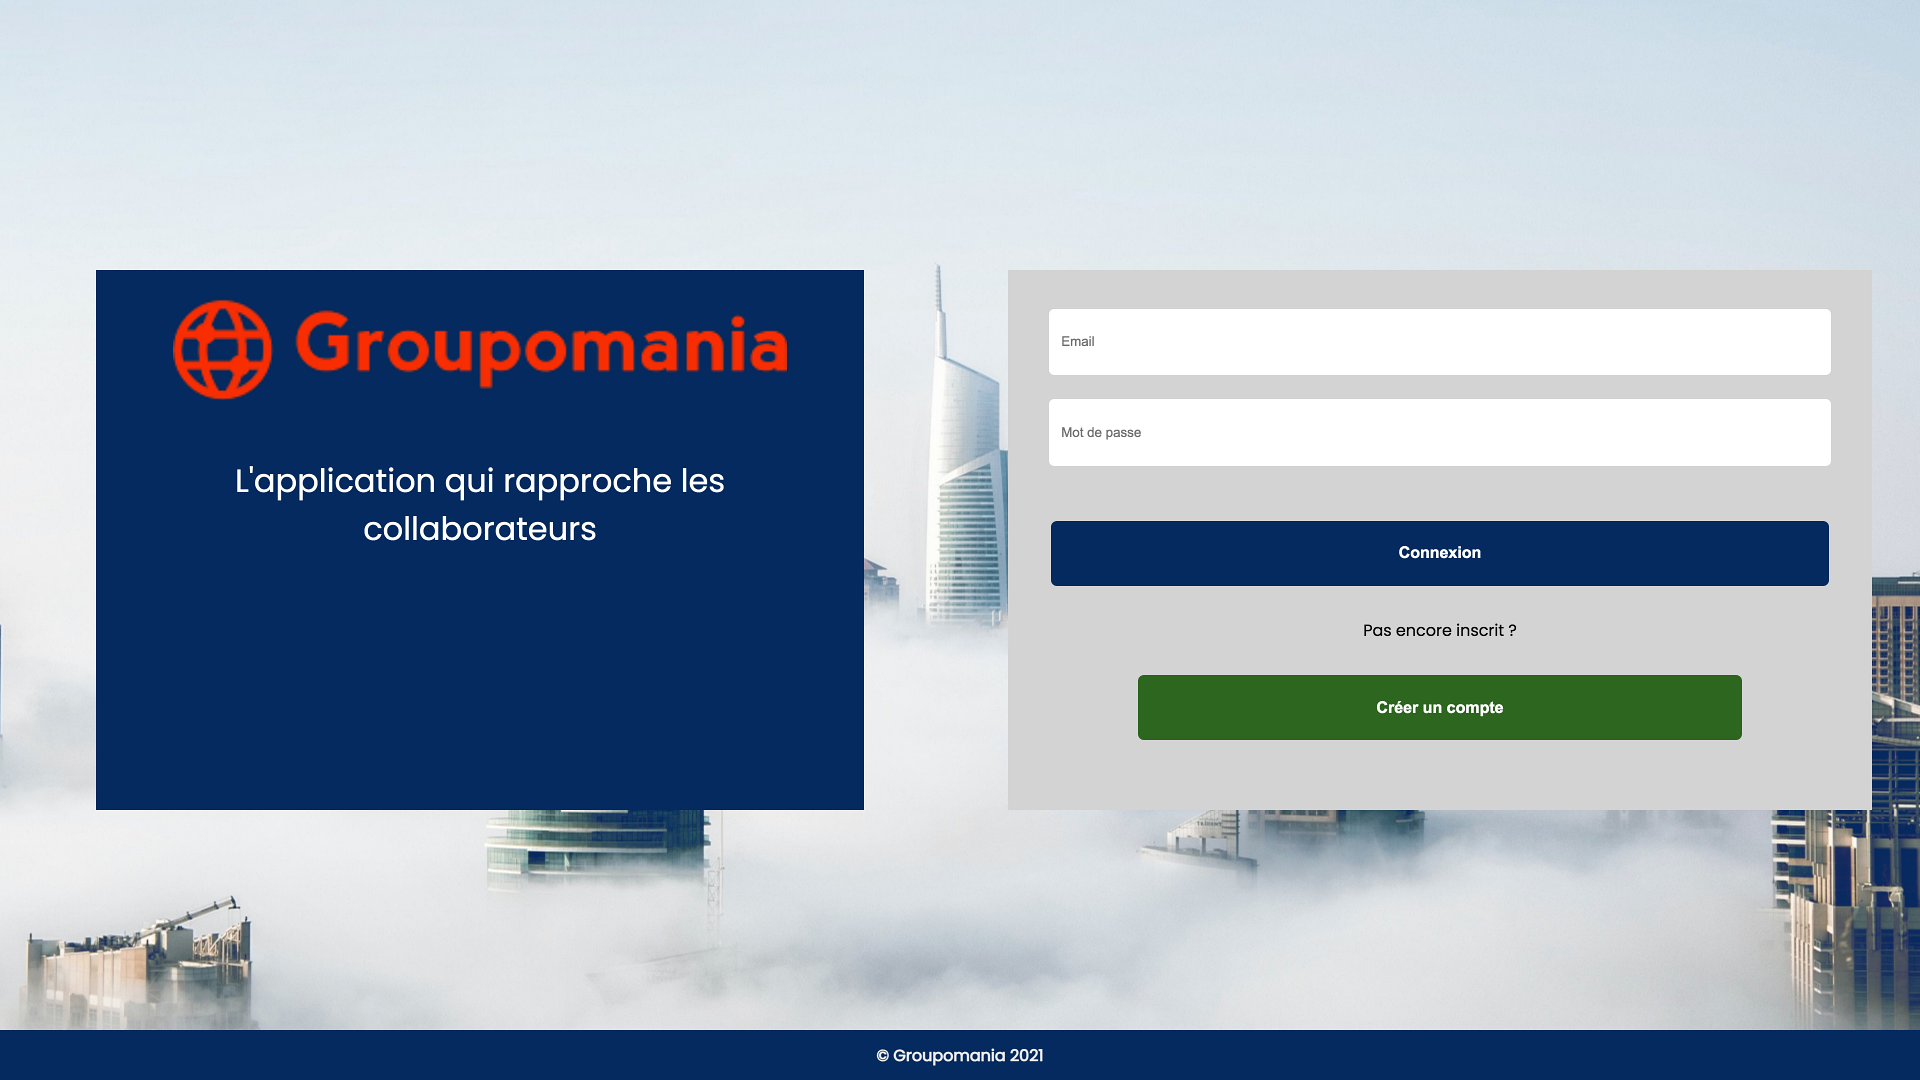 Groupomania
L'application qui rapproche les
collaborateurs
Email
Mot de passe
Connexion
Pas encore inscrit ?
Créer un compte
© Groupomania 2021